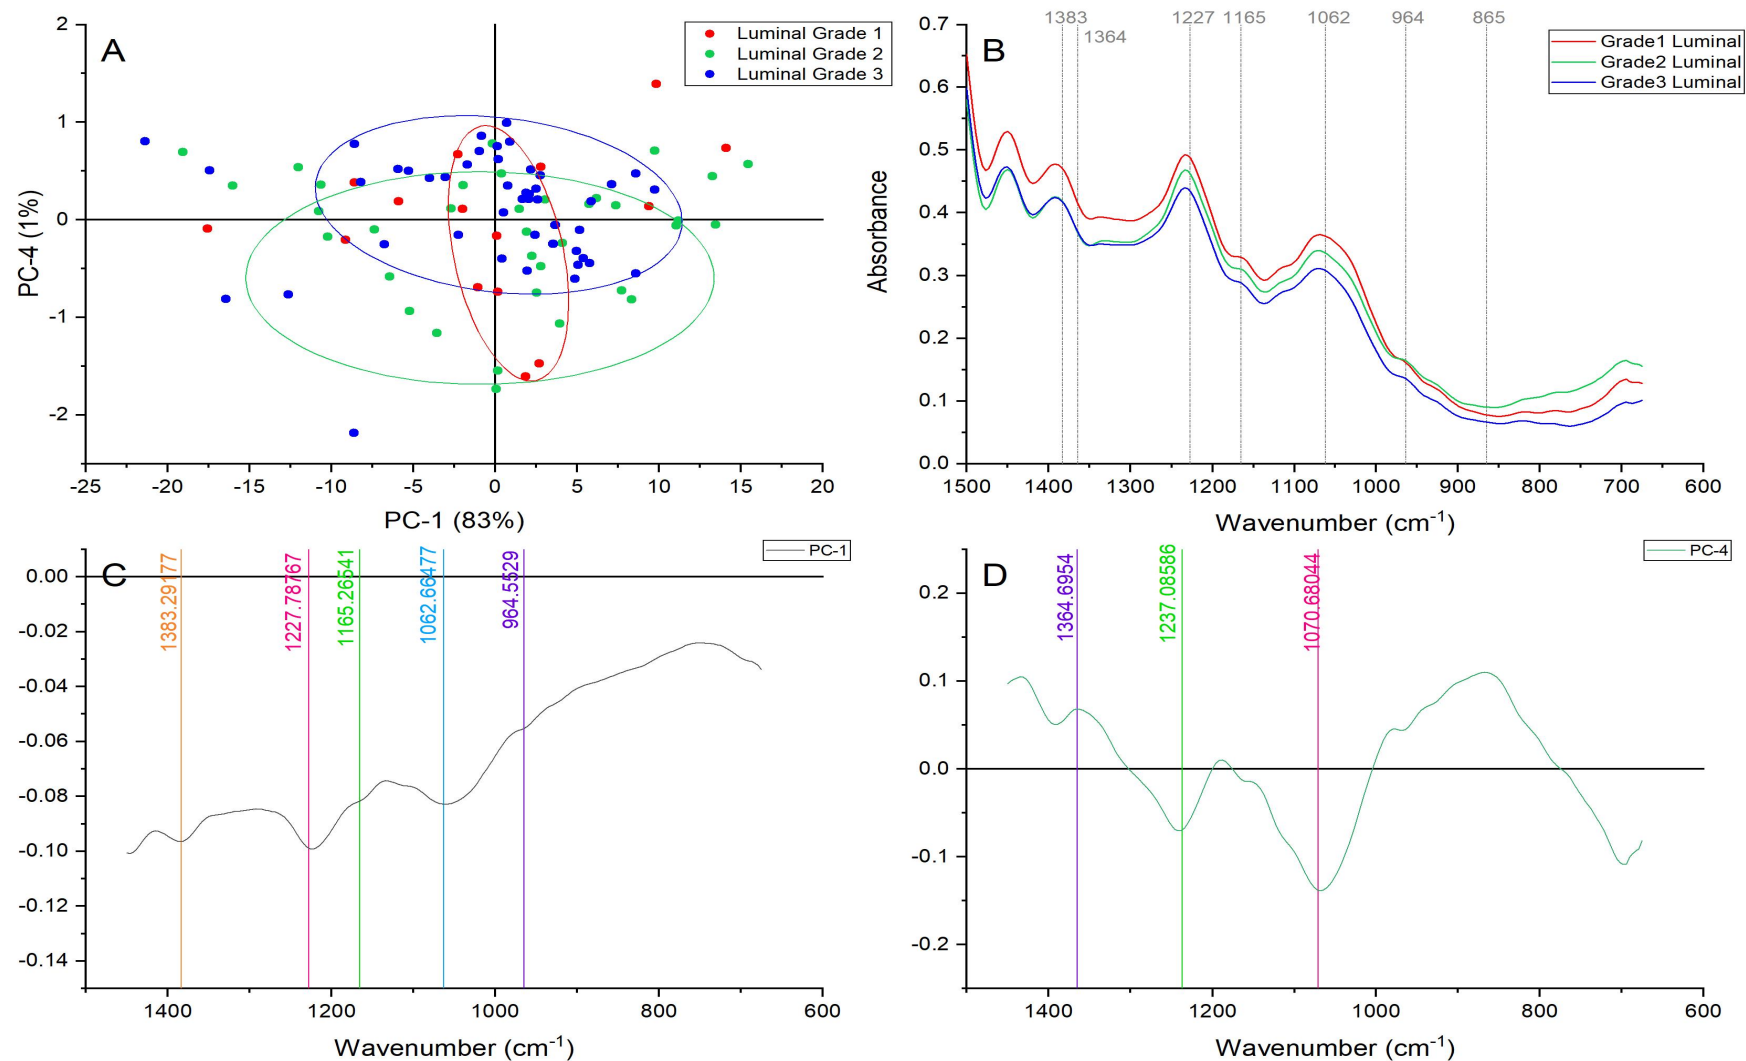 A
Luminal Grade 1
Luminal Grade 2
Luminal Grade 3
2
1
0
-1
-2
PC-4 (1%)
-25 -20 -15 -10 -5 0 5 10 15 20
PC-1 (83%)
B
1383 1227 1165 1062 964 865
1364
Grade1 Luminal
Grade2 Luminal
Grade3 Luminal
0.7
0.6
0.5
0.4
0.3
0.2
0.1
0.0
Absorbance
1500 1400 1300 1200 1100 1000 900 800 700 600
Wavenumber (cm⁻¹)
C
PC-1
1383.29177
1227.78767
1165.26541
1062.66477
964.5529
0.00
-0.02
-0.04
-0.06
-0.08
-0.10
-0.12
-0.14
1400 1200 1000 800 600
Wavenumber (cm⁻¹)
D
PC-4
1364.6954
1237.08586
1070.68044
0.2
0.1
0.0
-0.1
-0.2
1400 1200 1000 800 600
Wavenumber (cm⁻¹)